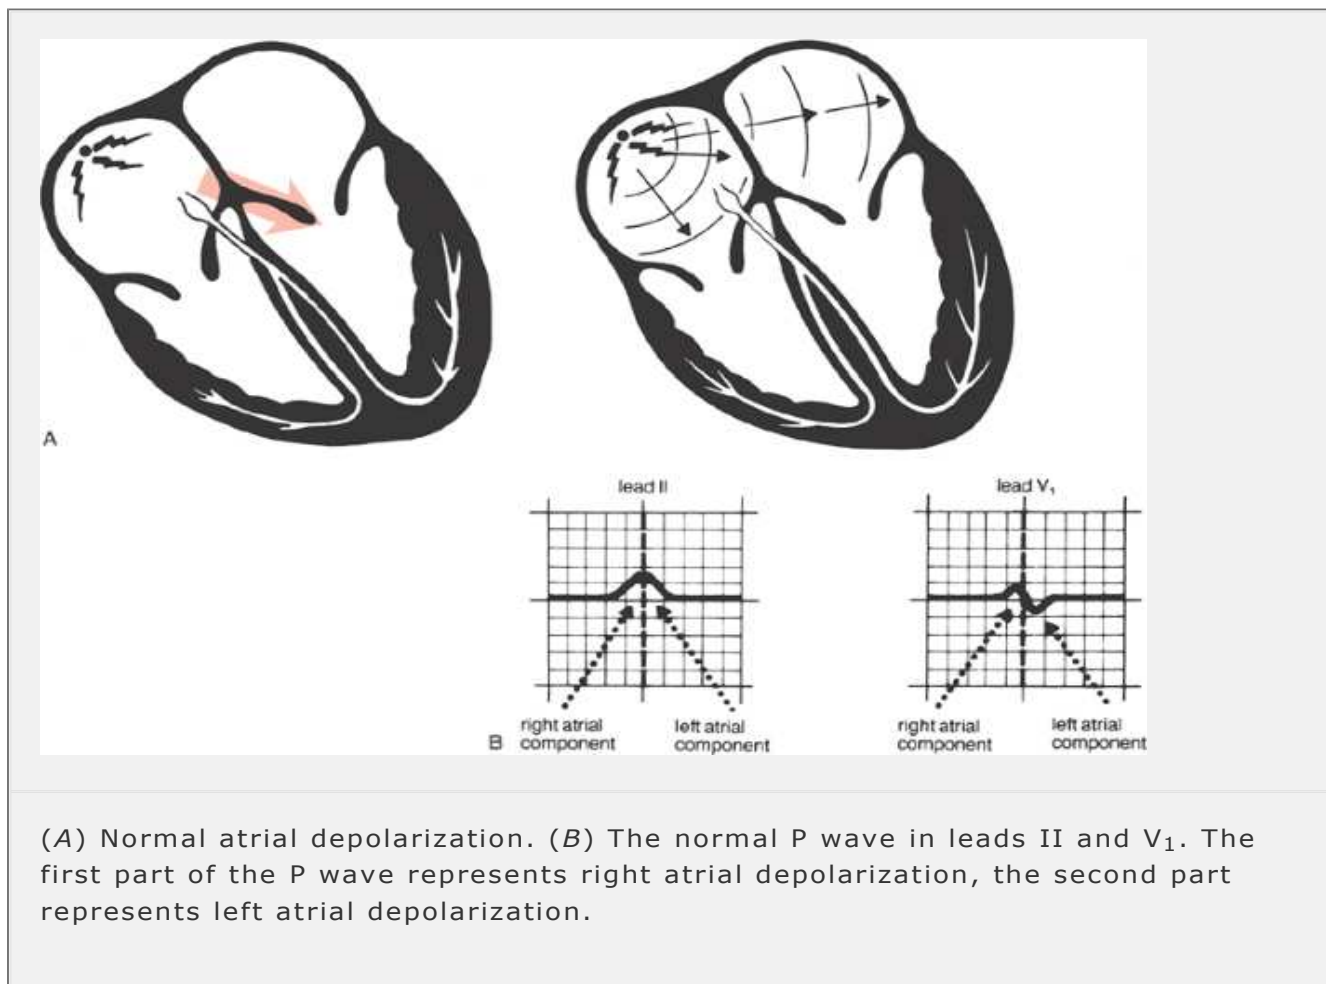 A
lead II
lead V₁
right atrial component
left atrial component
right atrial component
left atrial component
B
(A) Normal atrial depolarization. (B) The normal P wave in leads II and V₁. The
first part of the P wave represents right atrial depolarization, the second part
represents left atrial depolarization.